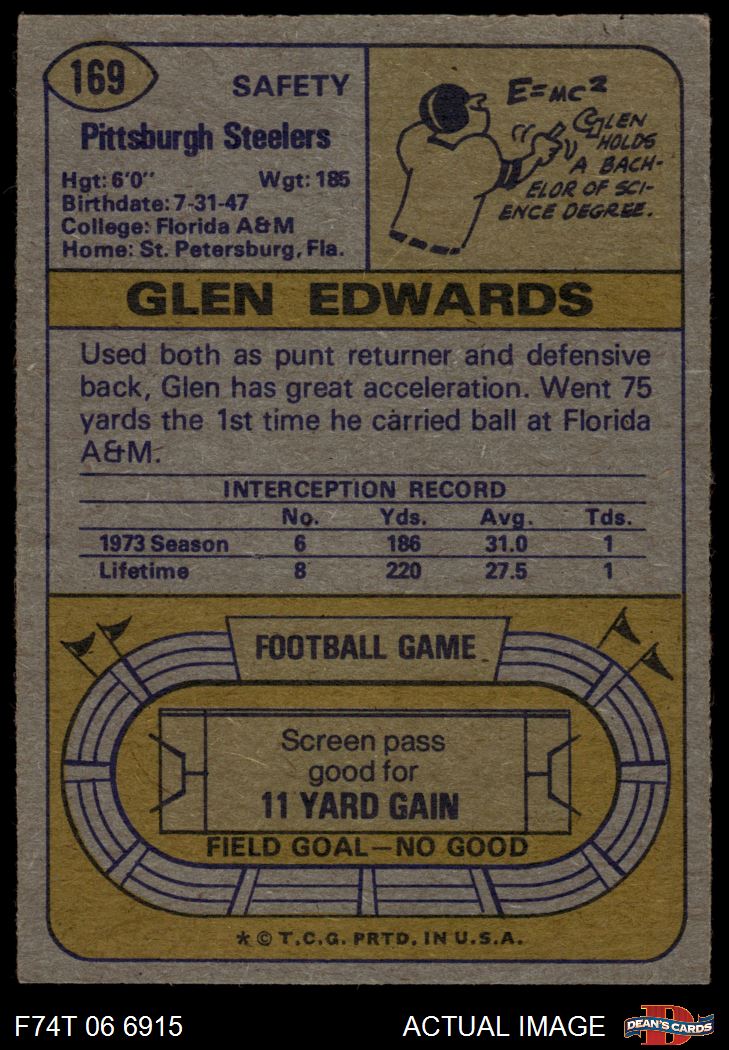 169
SAFETY
Pittsburgh Steelers
Hgt: 6'0" Wgt: 185
Birthdate: 7-31-47
College: Florida A&M
Home: St. Petersburg, Fla.
E=MC²
GLEN
HOLDS
A BACH-
ELOR OF SCI-
ENCE DEGREE.
GLEN EDWARDS
Used both as punt returner and defensive
back, Glen has great acceleration. Went 75
yards the 1st time he carried ball at Florida
A&M.
INTERCEPTION RECORD
No. Yds. Avg. Tds.
1973 Season 6 186 31.0 1
Lifetime 8 220 27.5 1
FOOTBALL GAME
Screen pass
good for
11 YARD GAIN
FIELD GOAL—NO GOOD
* © T.C.G. PRTD. IN U.S.A.
F74T 06 6915 ACTUAL IMAGE D DEAN'S CARDS